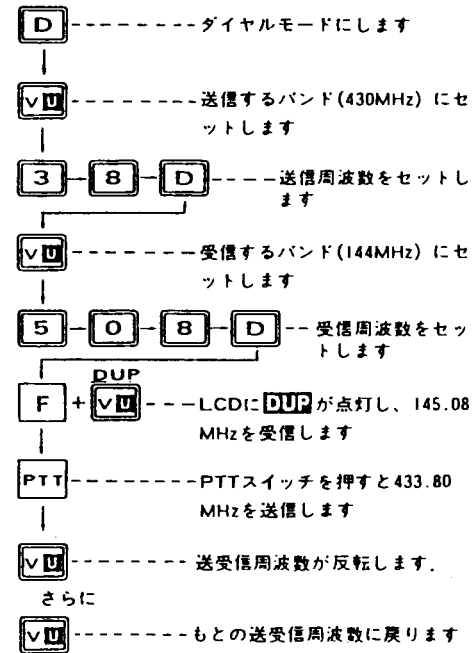 D ダイヤルモードにします
V U 送信するバンド(430MHz) にセ
ットします
3 8 D 送信周波数をセットし
ます
V U 受信するバンド(144MHz) にセ
ットします
5 0 8 D 受信周波数をセッ
トします
DUP
F + V U LCDにDUPが点灯し、145.08
MHzを受信します
PTT PTTスイッチを押すと433.80
MHzを送信します
V U 送受信周波数が反転します.
さらに
V U もとの送受信周波数に戻ります